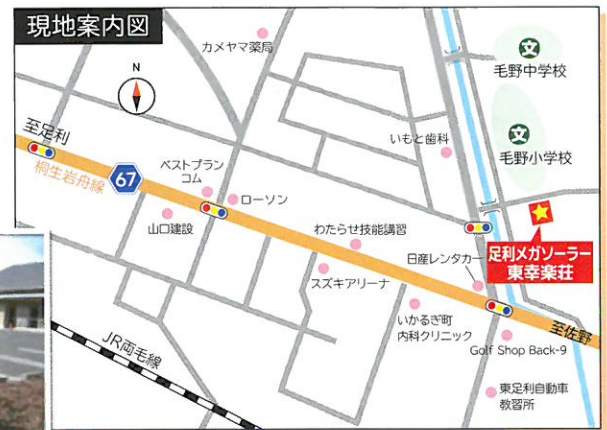 現地案内図
カメヤマ薬局
毛野中学校
N
いもと歯科
毛野小学校
至足利
桐生岩舟線
67
ベストプラン
コム
ローソン
山口建設
わたらせ技能講習
日産レンタカー
足利メガソーラー
東幸楽荘
スズキアリーナ
いかるぎ町
内科クリニック
至佐野
Golf Shop Back-9
JR両毛線
東足利自動車
教習所
文
文